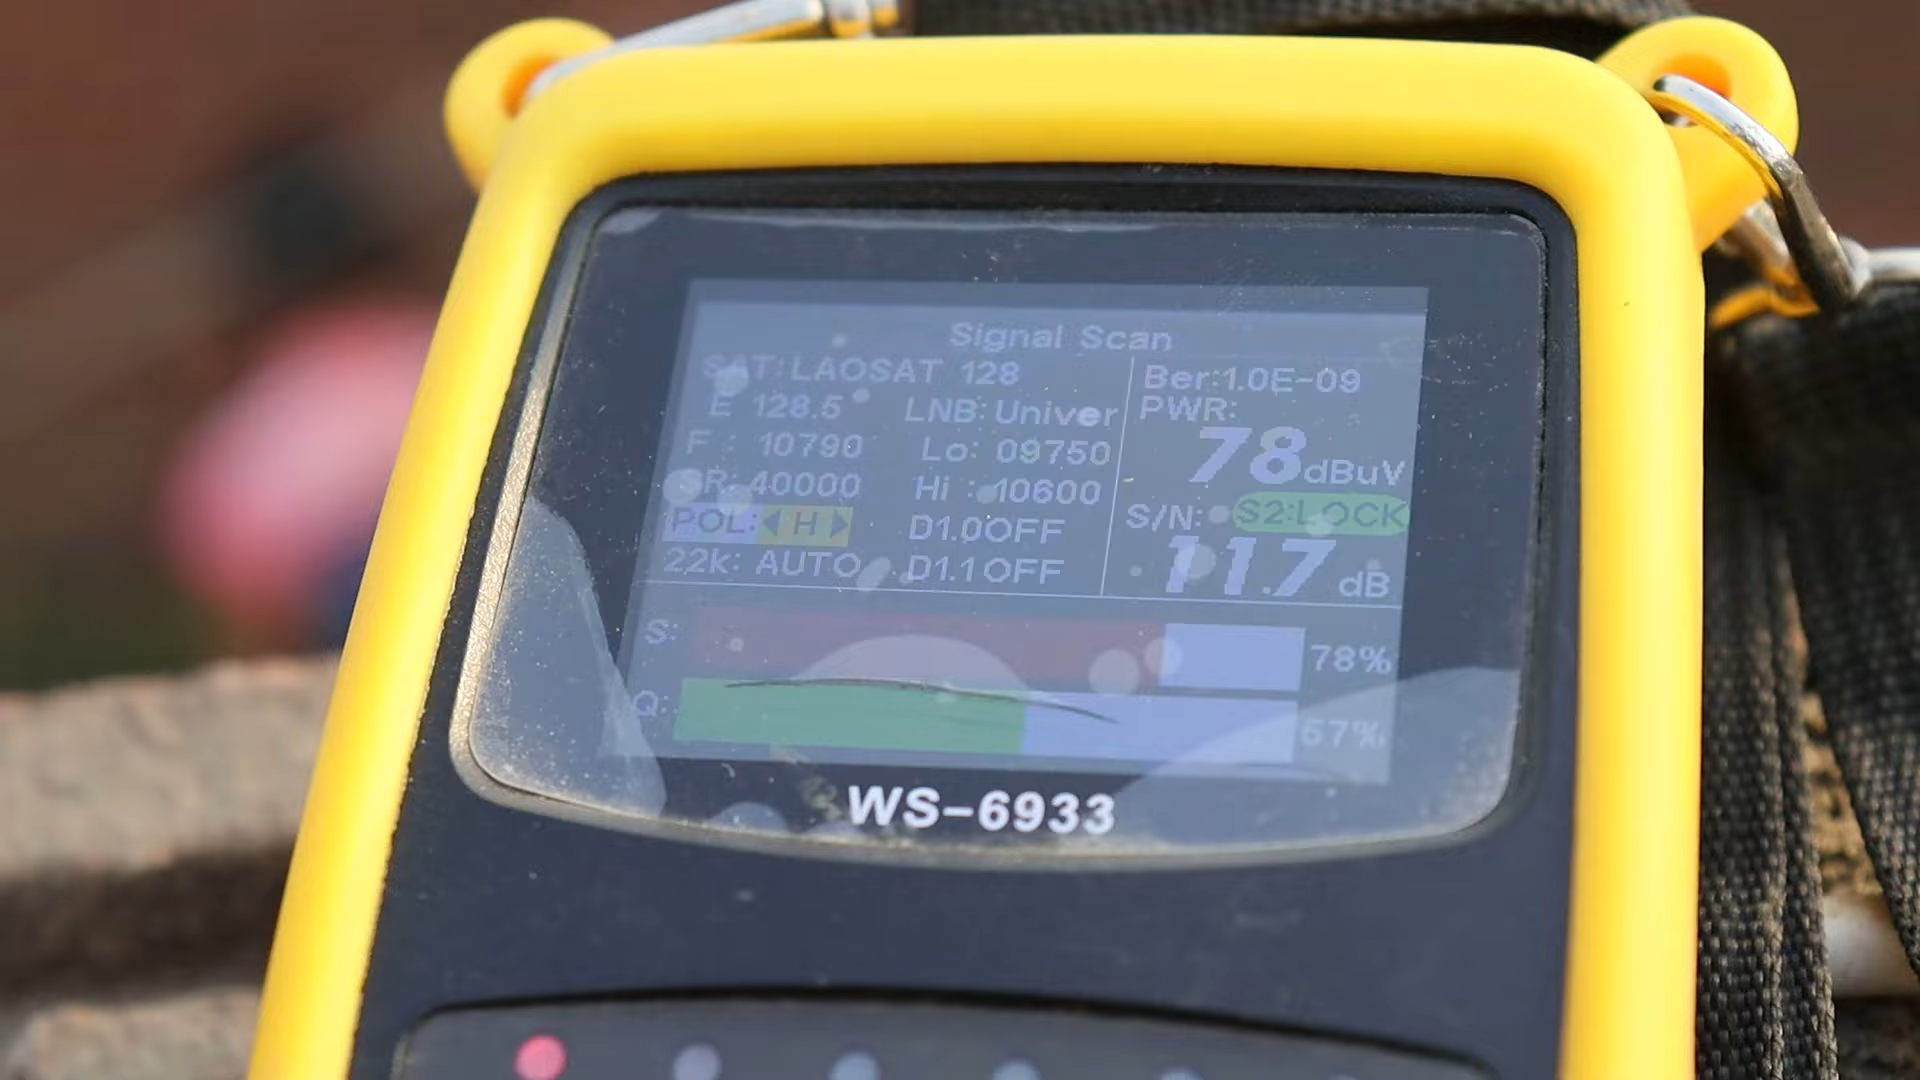 Signal Scan
SAT: LAOSAT 128
E 128.5 LNB: Univer
F : 10790 Lo: 09750
SR: 40000 Hi : 10600
POL: H D1.0OFF
22k: AUTO D1.1OFF
Ber:1.0E-09
PWR:
78dBuV
S/N: S2:LOCK
11.7 dB
S: 78%
Q: 57%
WS-6933